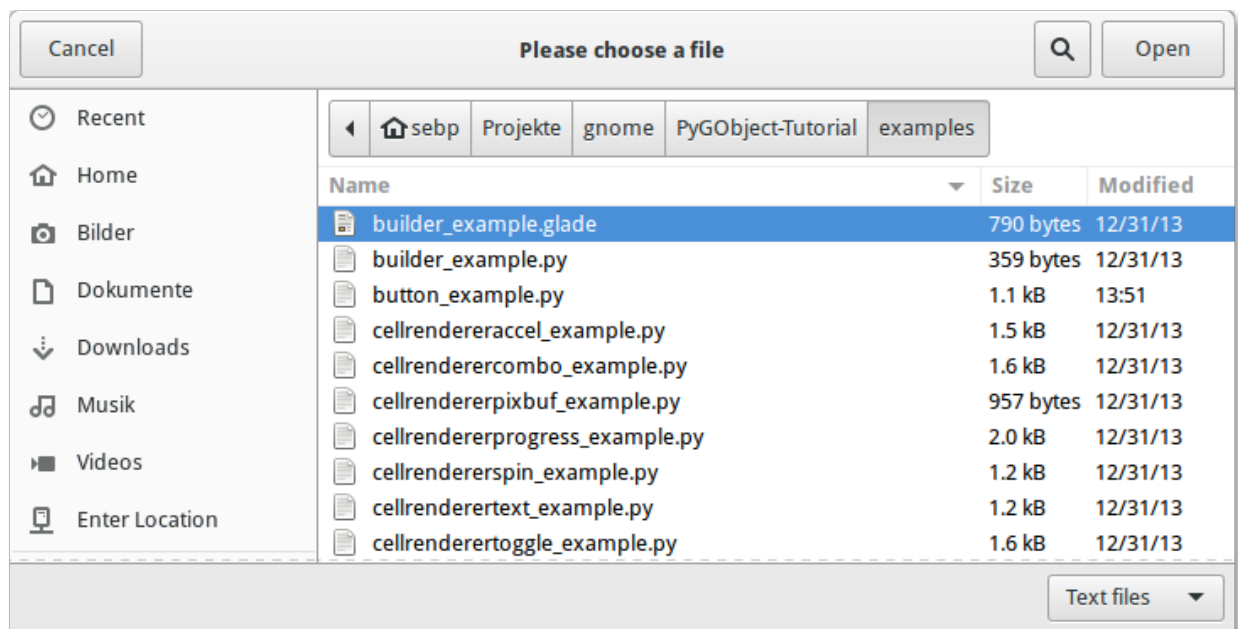 Cancel Please choose a file Open
Recent
Home
Bilder
Dokumente
Downloads
Musik
Videos
Enter Location
sebp Projekte gnome PyGObject-Tutorial examples
Name Size Modified
builder_example.glade 790 bytes 12/31/13
builder_example.py 359 bytes 12/31/13
button_example.py 1.1 kB 13:51
cellrendereraccel_example.py 1.5 kB 12/31/13
cellrenderercombo_example.py 1.6 kB 12/31/13
cellrendererpixbuf_example.py 957 bytes 12/31/13
cellrendererprogress_example.py 2.0 kB 12/31/13
cellrendererspin_example.py 1.2 kB 12/31/13
cellrenderertext_example.py 1.2 kB 12/31/13
cellrenderertoggle_example.py 1.6 kB 12/31/13
Text files